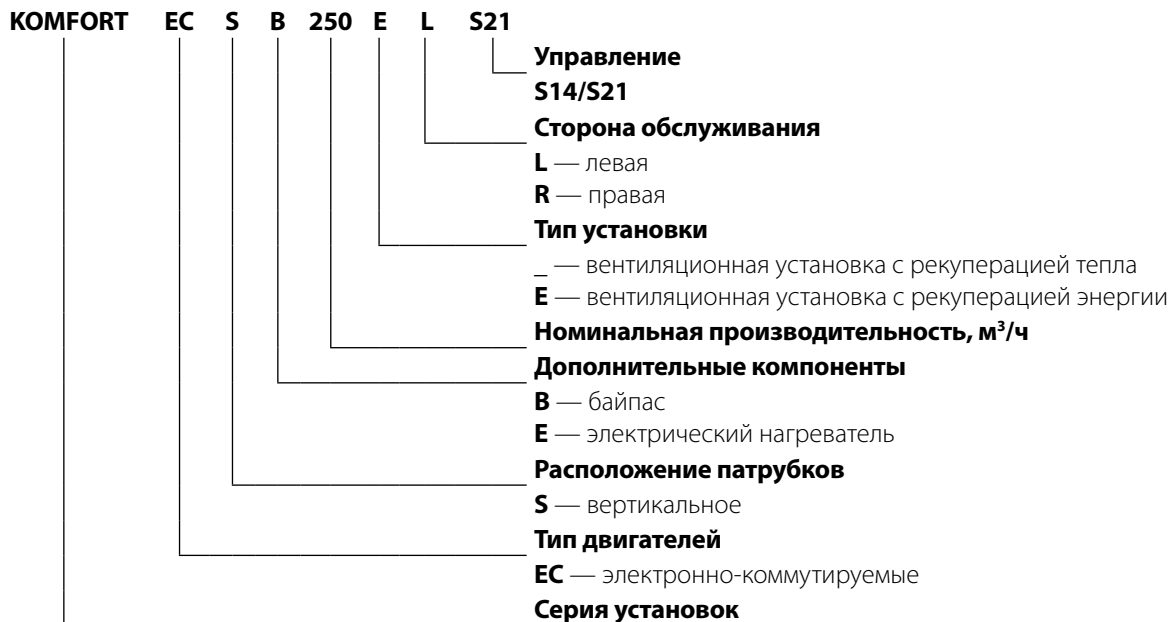 KOMFORT EC S B 250 E L S21
Управление
S14/S21
Сторона обслуживания
L — левая
R — правая
Тип установки
_ — вентиляционная установка с рекуперацией тепла
E — вентиляционная установка с рекуперацией энергии
Номинальная производительность, м³/ч
Дополнительные компоненты
B — байпас
E — электрический нагреватель
Расположение патрубков
S — вертикальное
Тип двигателей
EC — электронно-коммутируемые
Серия установок